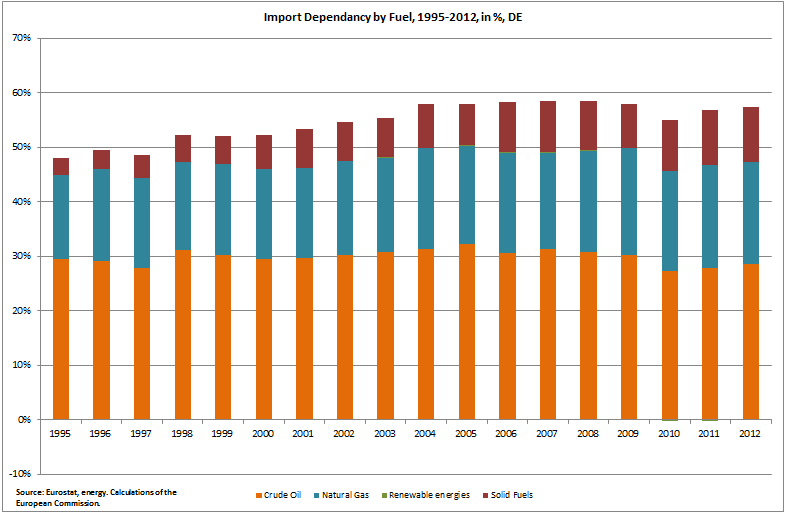 Import Dependancy by Fuel, 1995-2012, in %, DE
70%
60%
50%
40%
30%
20%
10%
0%
1995 1996 1997 1998 1999 2000 2001 2002 2003 2004 2005 2006 2007 2008 2009 2010 2011 2012
-10%
Source: Eurostat, energy. Calculations of the
European Commission.
Crude Oil Natural Gas Renewable energies Solid Fuels